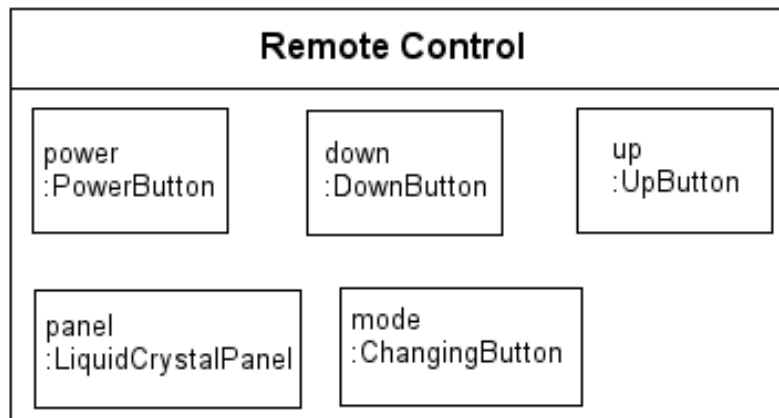 Remote Control
power
:PowerButton
down
:DownButton
up
:UpButton
panel
:LiquidCrystalPanel
mode
:ChangingButton